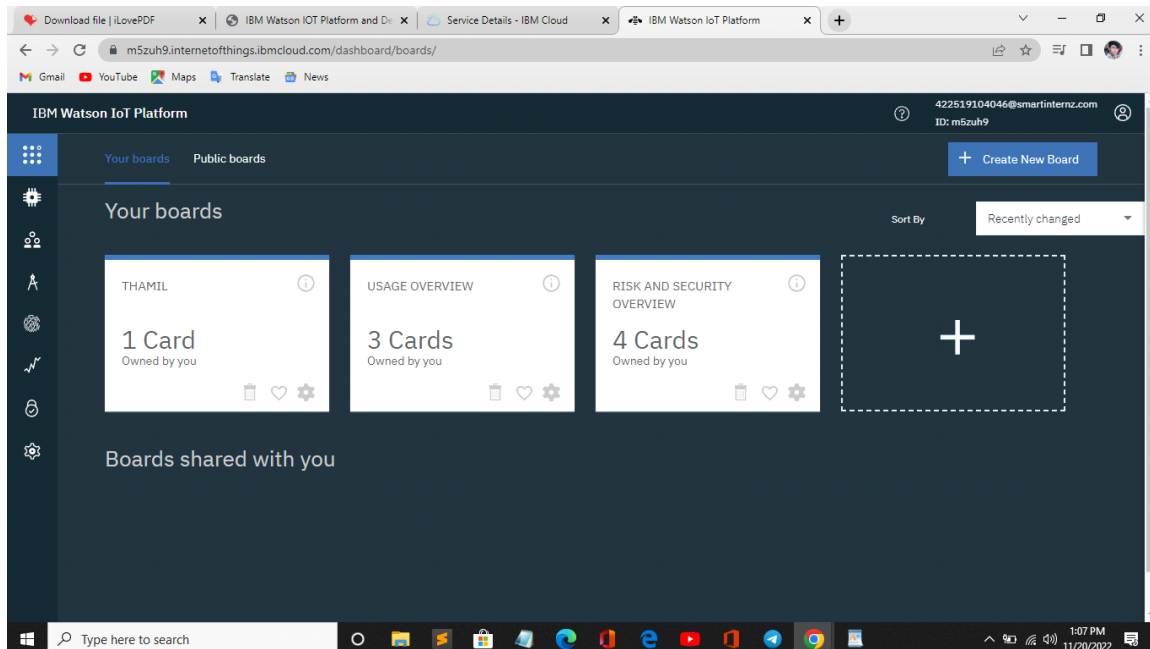 Download file | iLovePDF
IBM Watson IOT Platform and De
Service Details - IBM Cloud
IBM Watson IoT Platform
m5zuh9.internetofthings.ibmcloud.com/dashboard/boards/
Gmail YouTube Maps Translate News
IBM Watson IoT Platform
422519104046@smartinternz.com
ID: m5zuh9
Your boards Public boards
Create New Board
Your boards
Sort By
Recently changed
THAMIL
1 Card
Owned by you
USAGE OVERVIEW
3 Cards
Owned by you
RISK AND SECURITY
OVERVIEW
4 Cards
Owned by you
Boards shared with you
Type here to search
1:07 PM
11/20/2022